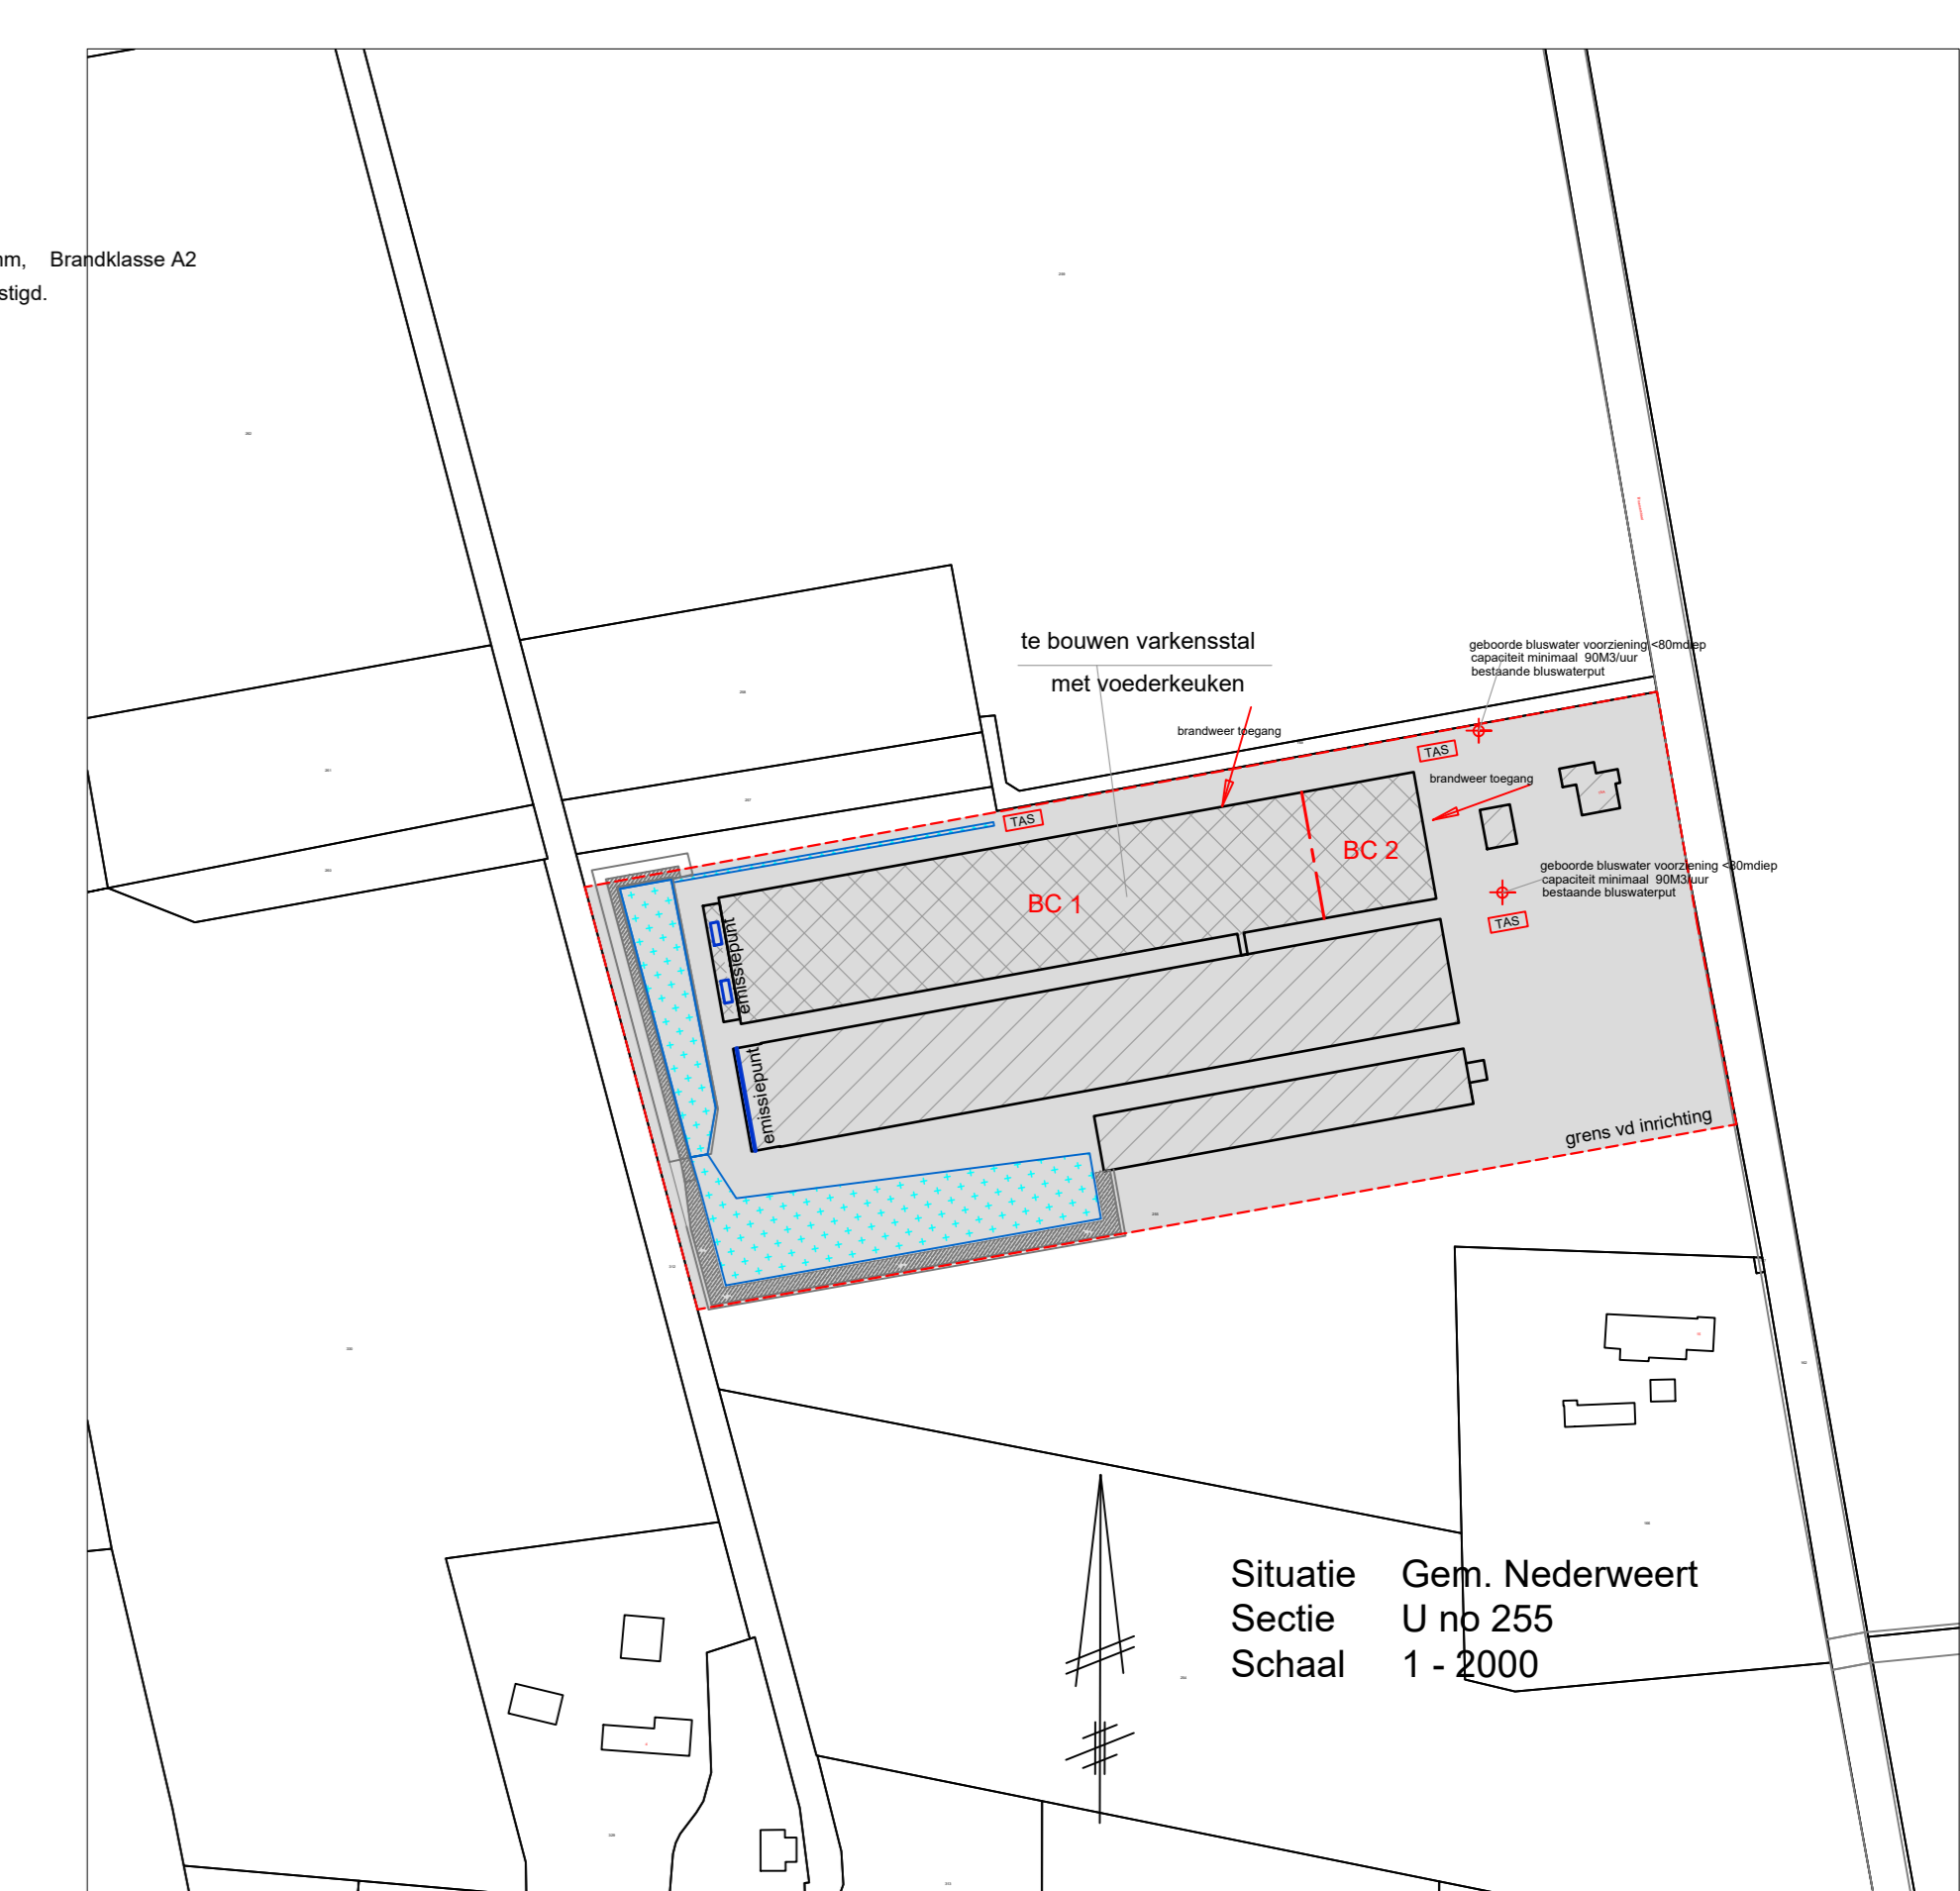 nm, Brandklasse A2
stigd.
te bouwen varkensstal
met voederkeuken
geboorde bluswater voorziening <80mdiep
capaciteit minimaal 90M3/uur
bestaande bluswaterput
brandweer toegang
TAS
brandweer toegang
TAS
BC 2
BC 1
geboorde bluswater voorziening <80mdiep
capaciteit minimaal 90M3/uur
bestaande bluswaterput
TAS
emissiepunt
emissiepunt
grens vd inrichting
Situatie Gem. Nederweert
Sectie U no 255
Schaal 1 - 2000